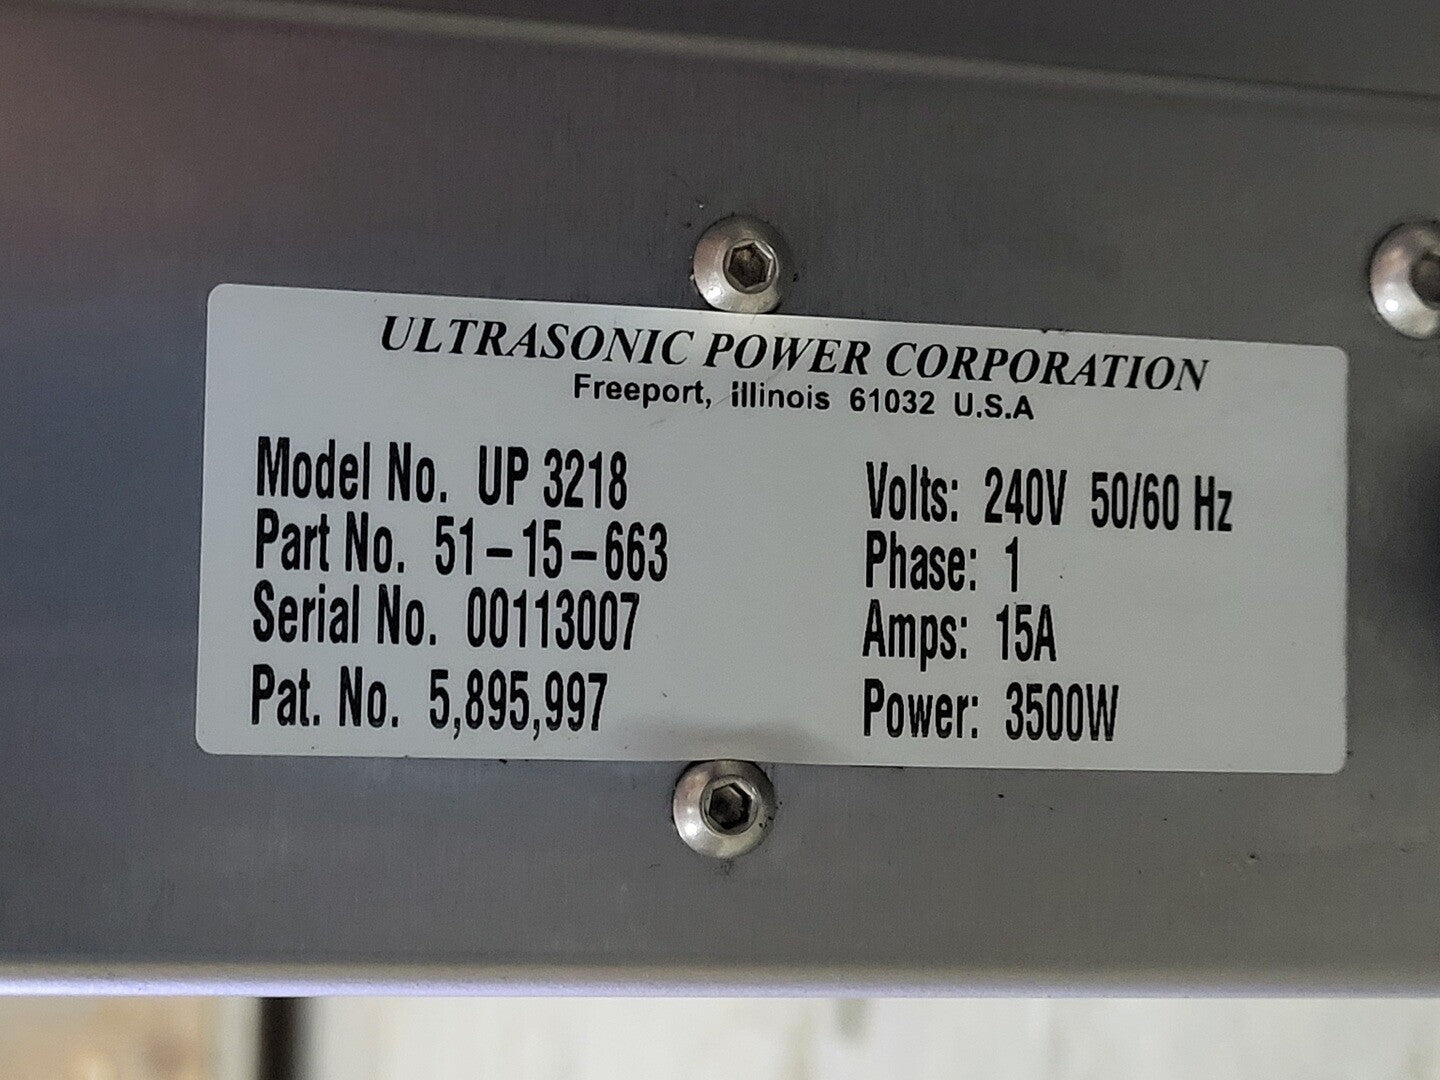 ULTRASONIC POWER CORPORATION
Freeport, Illinois 61032 U.S.A
Model No. UP 3218
Part No. 51-15-663
Serial No. 00113007
Pat. No. 5,895,997
Volts: 240V 50/60 Hz
Phase: 1
Amps: 15A
Power: 3500W